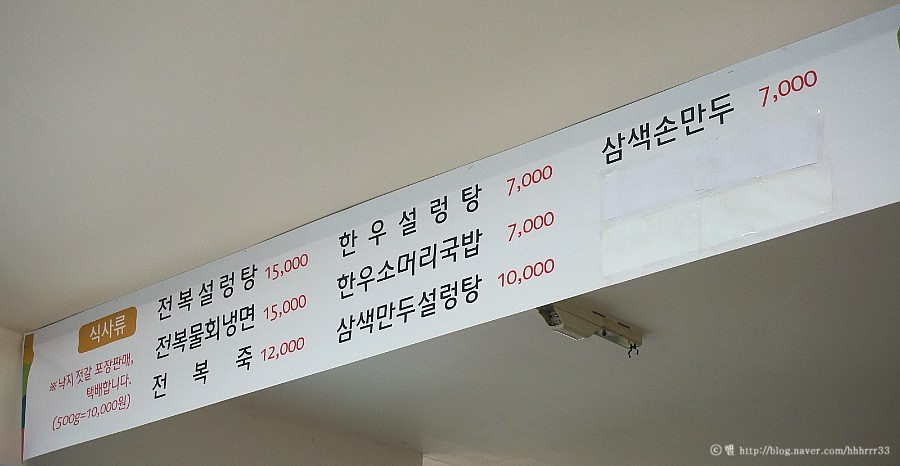 식사류
※낙지 젓갈 포장판매,
택배합니다.
(500g=10,000원)
전복설렁탕 15,000
전복물회냉면 15,000
전 복 죽 12,000
한 우 설 렁 탕 7,000
한우소머리국밥 7,000
삼색만두설렁탕 10,000
삼색손만두 7,000
ⓒ 쨈 http://blog.naver.com/hhhrrr33